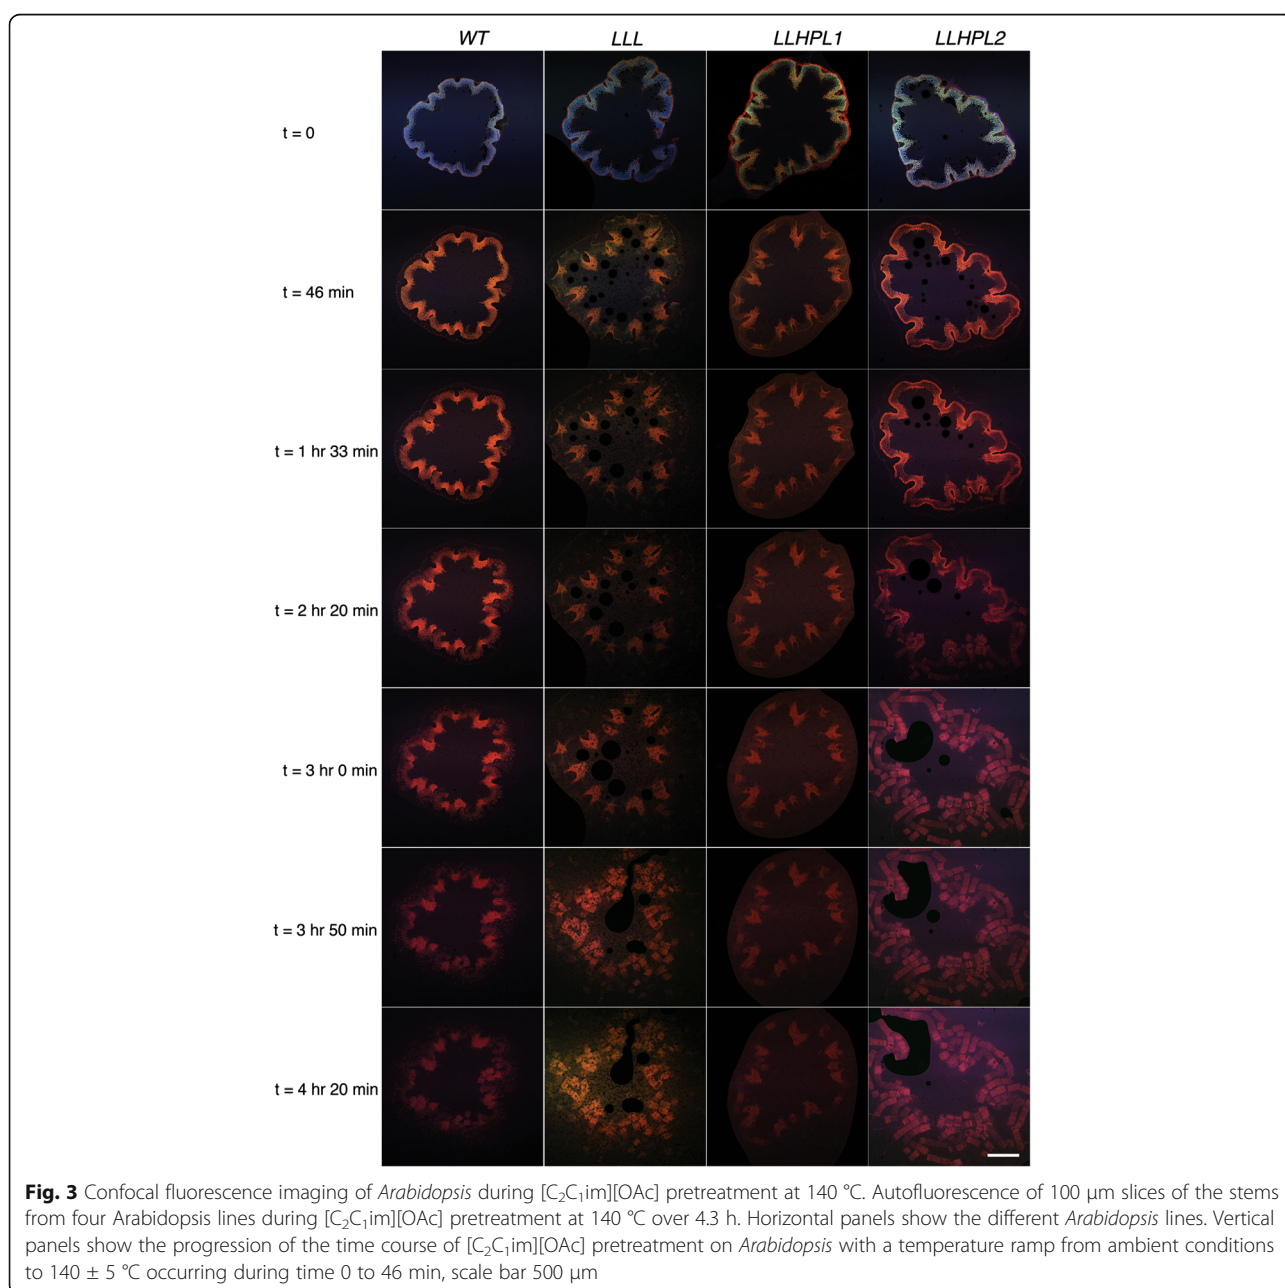 WT LLL LLHPL1 LLHPL2
t = 0
t = 46 min
t = 1 hr 33 min
t = 2 hr 20 min
t = 3 hr 0 min
t = 3 hr 50 min
t = 4 hr 20 min
Fig. 3 Confocal fluorescence imaging of Arabidopsis during [C₂C₁im][OAc] pretreatment at 140 °C. Autofluorescence of 100 μm slices of the stems
from four Arabidopsis lines during [C₂C₁im][OAc] pretreatment at 140 °C over 4.3 h. Horizontal panels show the different Arabidopsis lines. Vertical
panels show the progression of the time course of [C₂C₁im][OAc] pretreatment on Arabidopsis with a temperature ramp from ambient conditions
to 140 ± 5 °C occurring during time 0 to 46 min, scale bar 500 μm